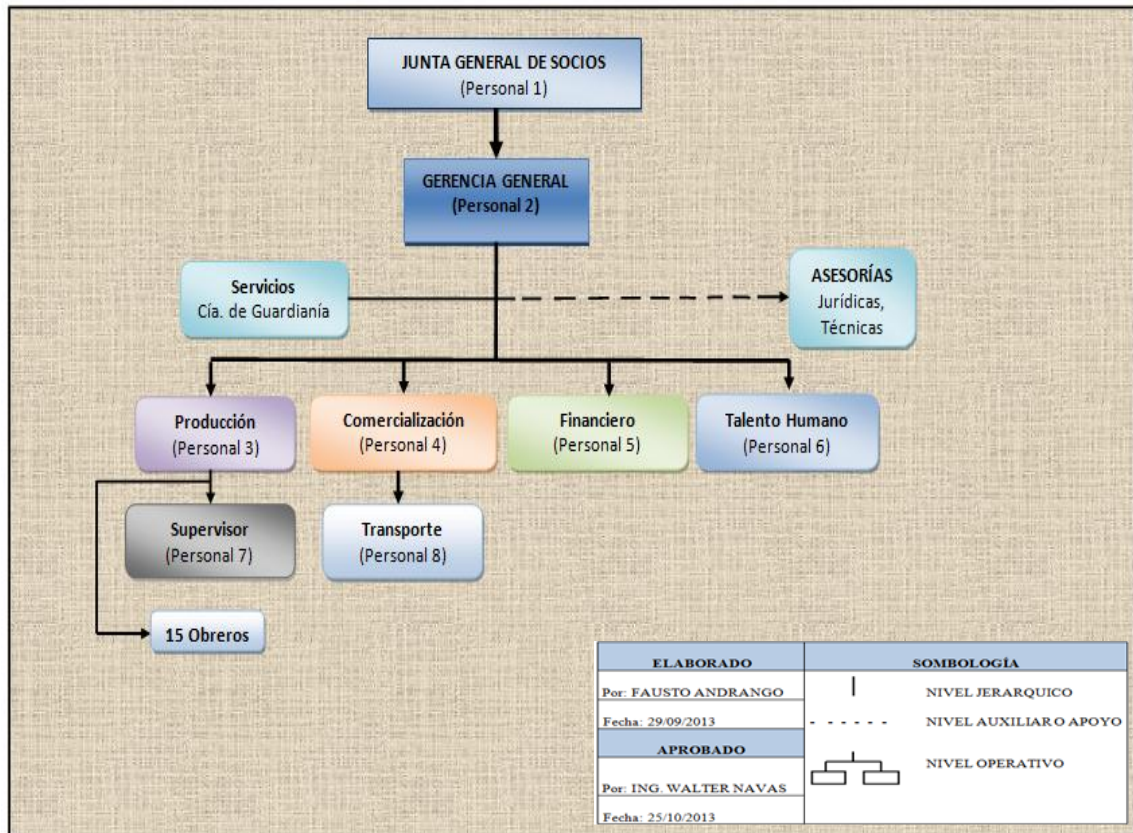 JUNTA GENERAL DE SOCIOS
(Personal 1)
GERENCIA GENERAL
(Personal 2)
Servicios
Cía. de Guardianía
ASESORÍAS
Jurídicas,
Técnicas
Producción
(Personal 3)
Comercialización
(Personal 4)
Financiero
(Personal 5)
Talento Humano
(Personal 6)
Supervisor
(Personal 7)
Transporte
(Personal 8)
15 Obreros
ELABORADO
Por: FAUSTO ANDRANGO
Fecha: 29/09/2013
APROBADO
Por: ING. WALTER NAVAS
Fecha: 25/10/2013
SOMBOLOGÍA
NIVEL JERARQUICO
NIVEL AUXILIAR O APOYO
NIVEL OPERATIVO